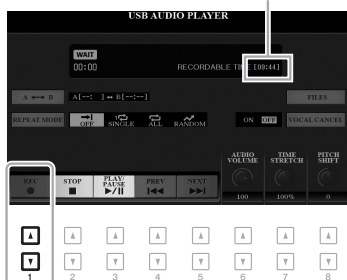 USB AUDIO PLAYER
WAIT
00:00
RECORDABLE TIME [09:44]
A ⟷ B
A[--: ]↔B[--:--]
FILES
REPEAT MODE
OFF
SINGLE
ALL
RANDOM
ON OFF
VOCAL CANCEL
AUDIO VOLUME
TIME STRETCH
PITCH SHIFT
REC
STOP
PLAY/PAUSE
PREV
NEXT
100
100%
0
1 2 3 4 5 6 7 8